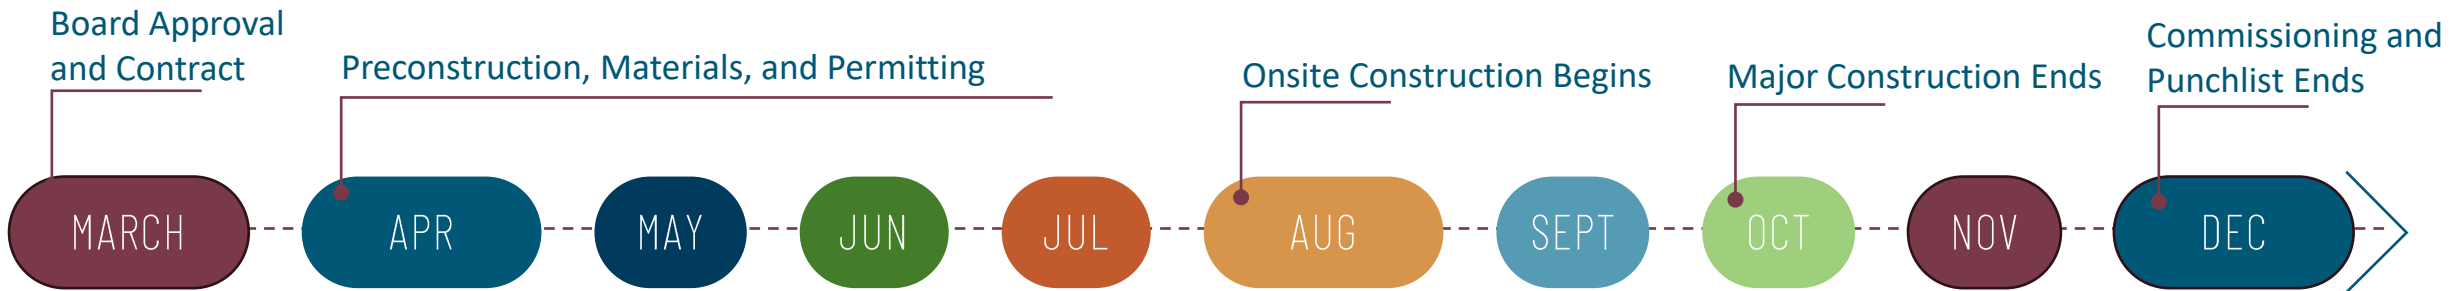 Board Approval
and Contract
Preconstruction, Materials, and Permitting
Onsite Construction Begins
Major Construction Ends
Commissioning and
Punchlist Ends
MARCH
APR
MAY
JUN
JUL
AUG
SEPT
OCT
NOV
DEC